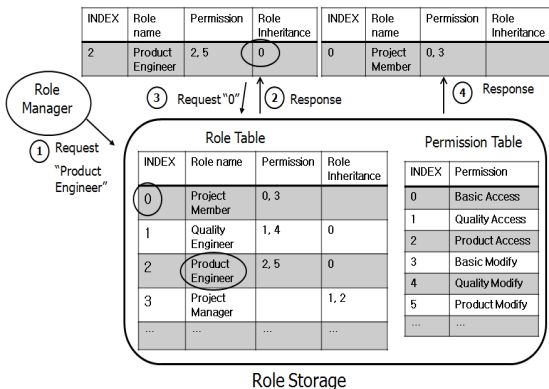 INDEX Role name Permission Role Inheritance
2 Product Engineer 2, 5 0
INDEX Role name Permission Role Inheritance
0 Project Member 0, 3
Role Manager
1 Request "Product Engineer"
3 Request "0"
2 Response
4 Response
Role Table
INDEX Role name Permission Role Inheritance
0 Project Member 0, 3
1 Quality Engineer 1, 4 0
2 Product Engineer 2, 5 0
3 Project Manager 1, 2
... ...
Permission Table
INDEX Permission
0 Basic Access
1 Quality Access
2 Product Access
3 Basic Modify
4 Quality Modify
5 Product Modify
... ...
Role Storage